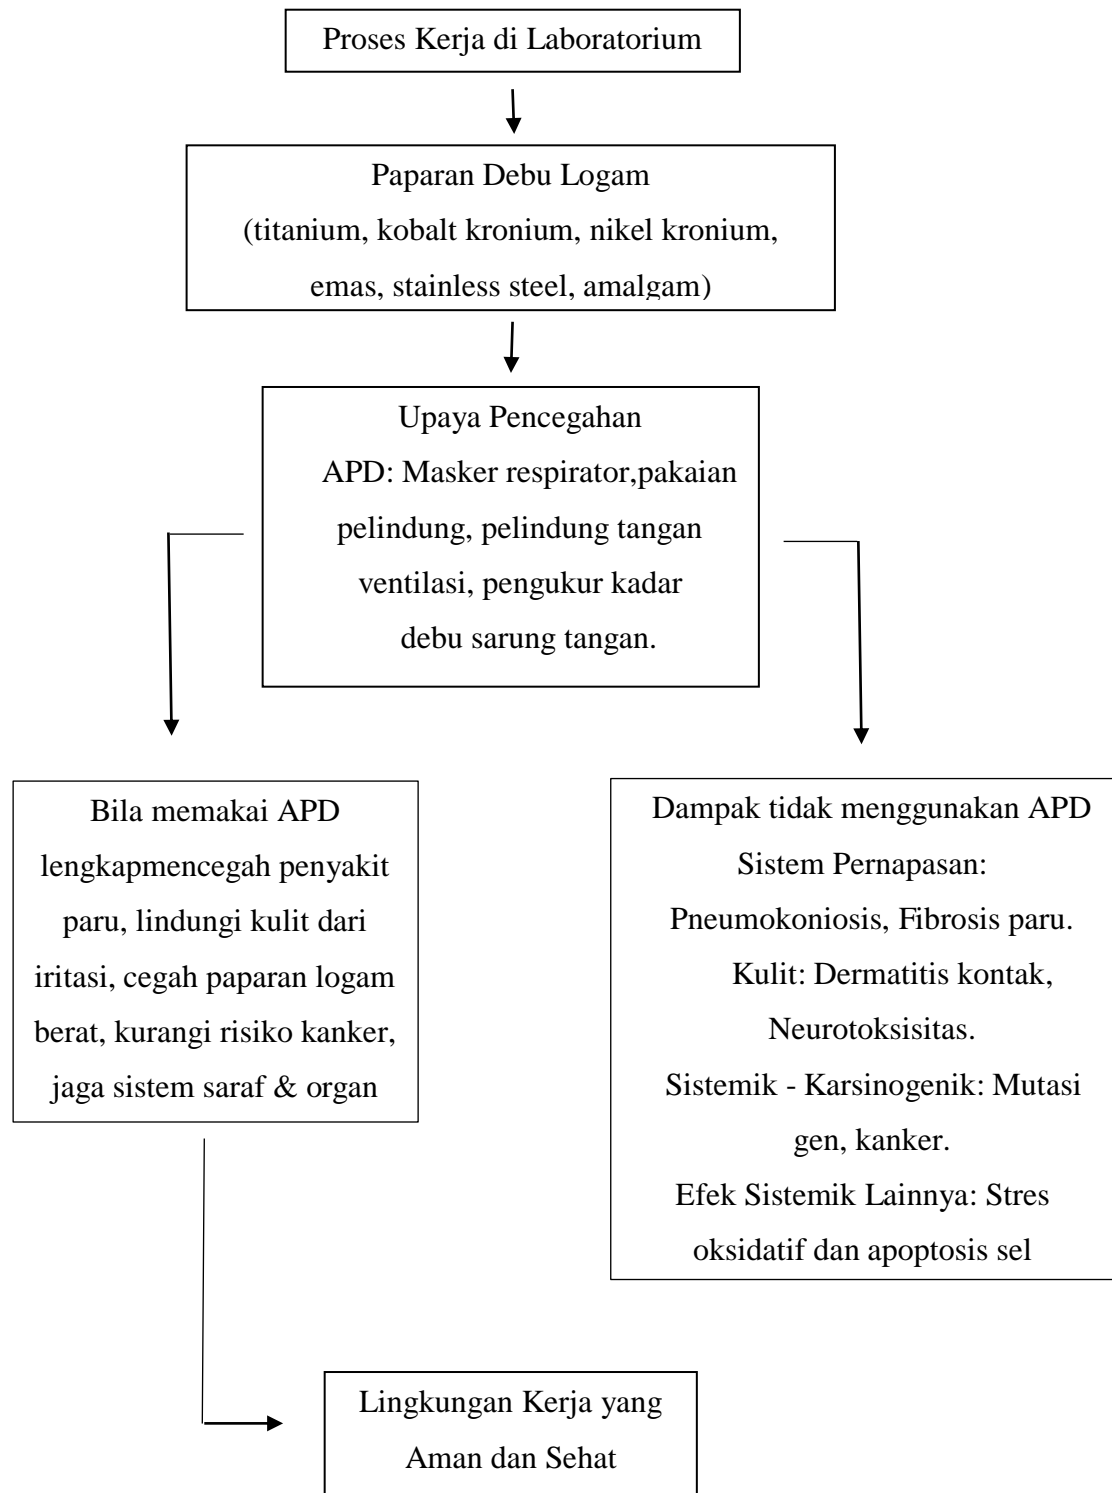 Proses Kerja di Laboratorium
Paparan Debu Logam
(titanium, kobalt kronium, nikel kronium,
emas, stainless steel, amalgam)
Upaya Pencegahan
APD: Masker respirator,pakaian
pelindung, pelindung tangan
ventilasi, pengukur kadar
debu sarung tangan.
Bila memakai APD
lengkapmencegah penyakit
paru, lindungi kulit dari
iritasi, cegah paparan logam
berat, kurangi risiko kanker,
jaga sistem saraf & organ
Dampak tidak menggunakan APD
Sistem Pernapasan:
Pneumokoniosis, Fibrosis paru.
Kulit: Dermatitis kontak,
Neurotoksisitas.
Sistemik - Karsinogenik: Mutasi
gen, kanker.
Efek Sistemik Lainnya: Stres
oksidatif dan apoptosis sel
Lingkungan Kerja yang
Aman dan Sehat